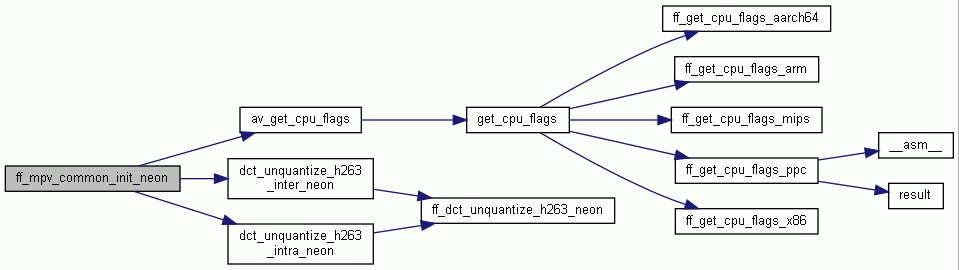 ff_mpv_common_init_neon
av_get_cpu_flags
dct_unquantize_h263
_inter_neon
dct_unquantize_h263
_intra_neon
get_cpu_flags
ff_dct_unquantize_h263_neon
ff_get_cpu_flags_aarch64
ff_get_cpu_flags_arm
ff_get_cpu_flags_mips
ff_get_cpu_flags_ppc
ff_get_cpu_flags_x86
__asm__
result